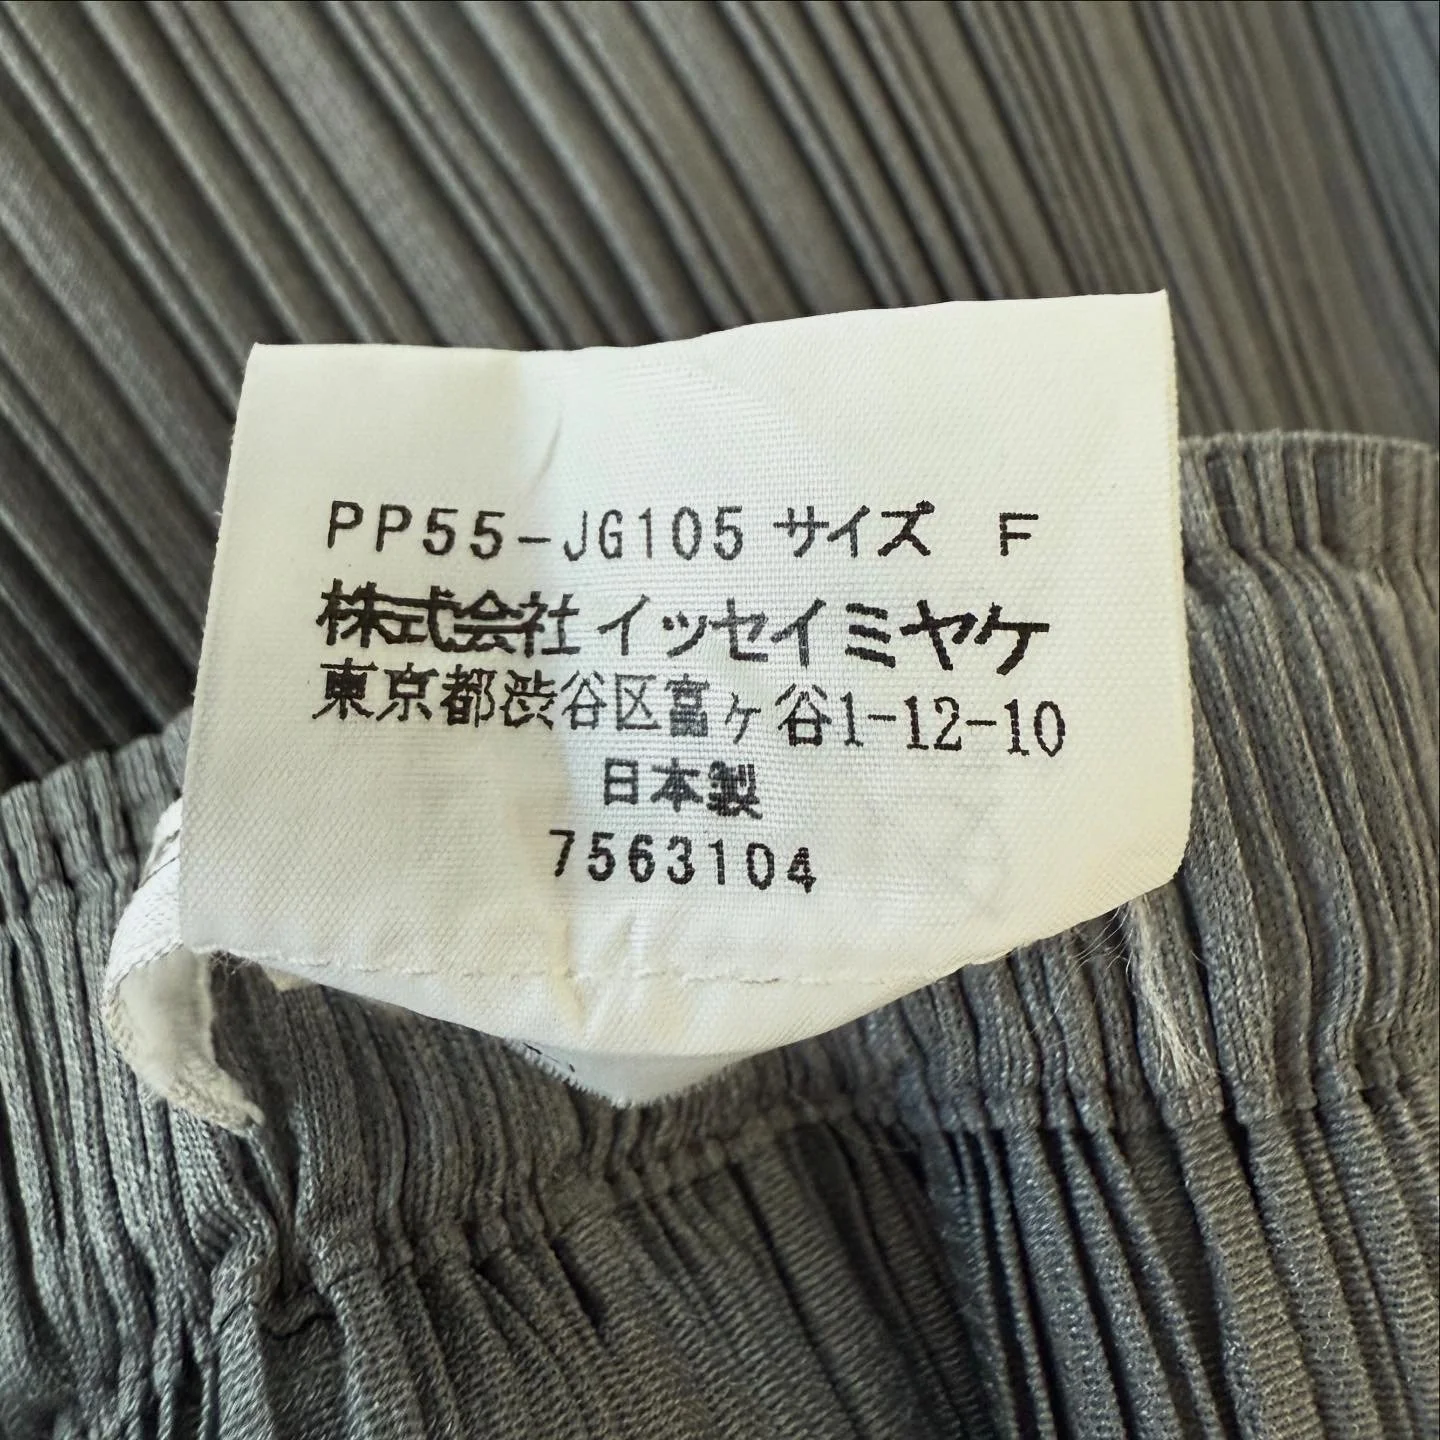 PP55-JG105 サイズ F
株式会社 イッセイミヤケ
東京都渋谷区富ヶ谷1-12-10
日本製
7563104